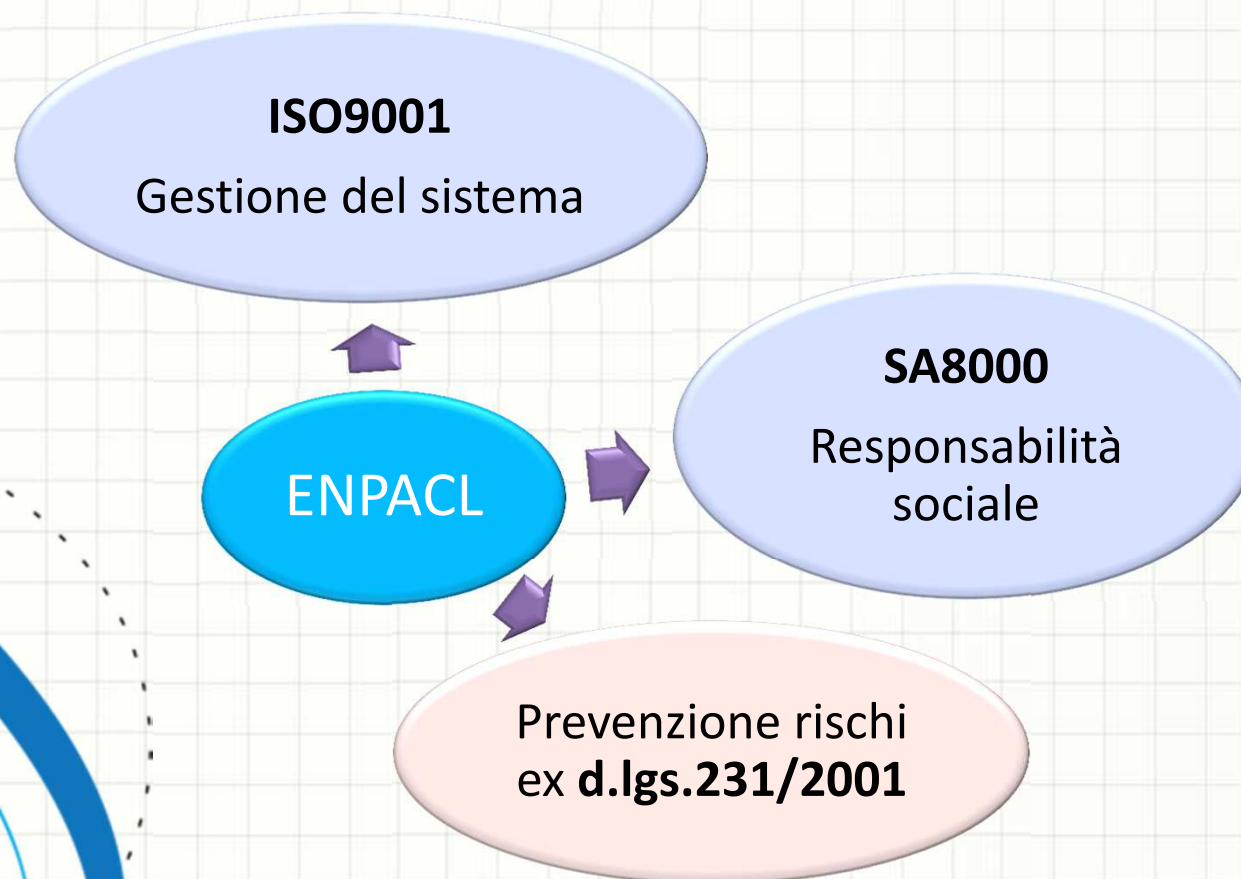 ISO9001
Gestione del sistema
SA8000
Responsabilità
sociale
ENPACL
Prevenzione rischi
ex d.lgs.231/2001